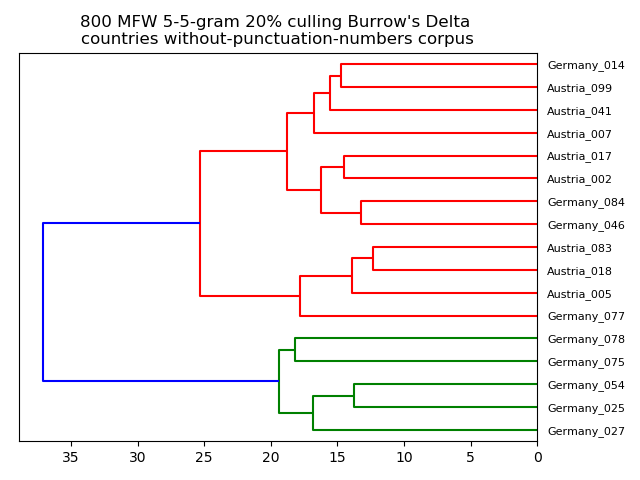 800 MFW 5-5-gram 20% culling Burrow's Delta
countries without-punctuation-numbers corpus
Germany_014
Austria_099
Austria_041
Austria_007
Austria_017
Austria_002
Germany_084
Germany_046
Austria_083
Austria_018
Austria_005
Germany_077
Germany_078
Germany_075
Germany_054
Germany_025
Germany_027
35 30 25 20 15 10 5 0